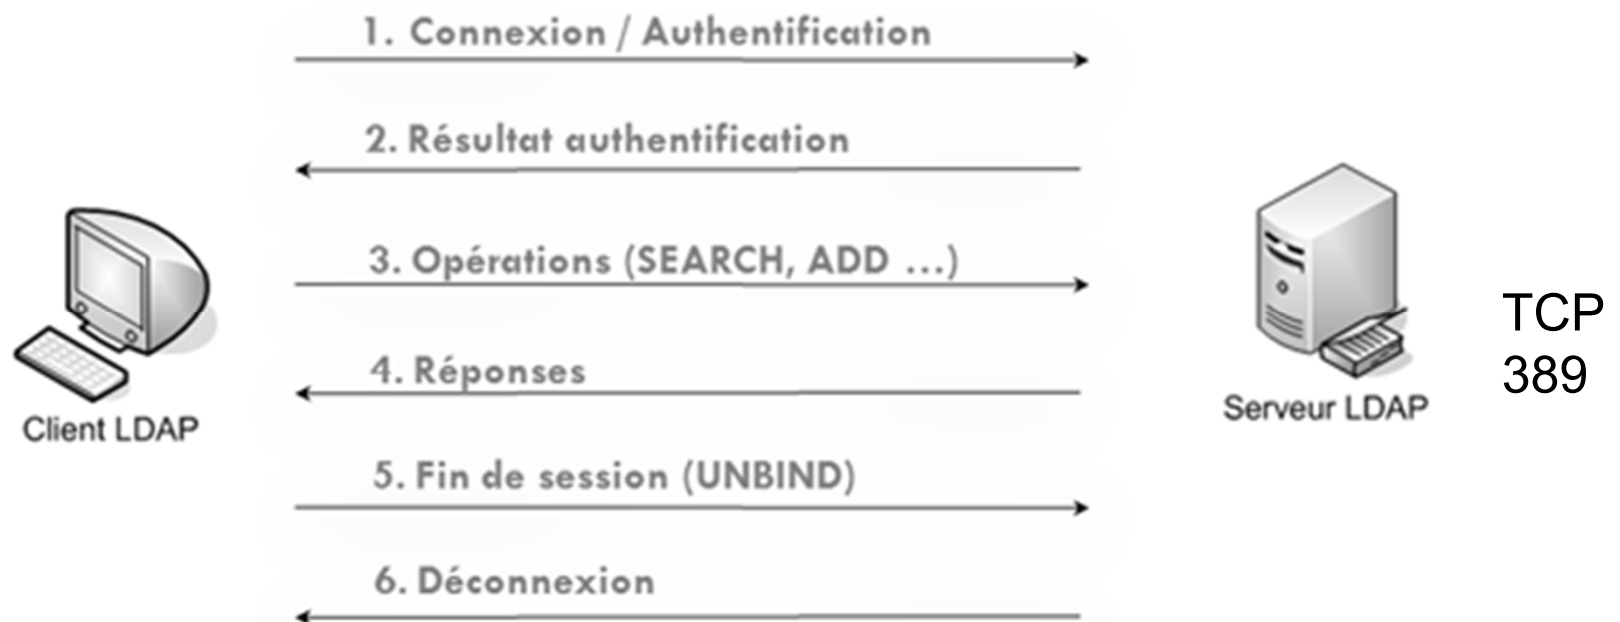 1. Connexion / Authentification
2. Résultat authentification
3. Opérations (SEARCH, ADD ...)
4. Réponses
5. Fin de session (UNBIND)
6. Déconnexion
Client LDAP
Serveur LDAP
TCP
389